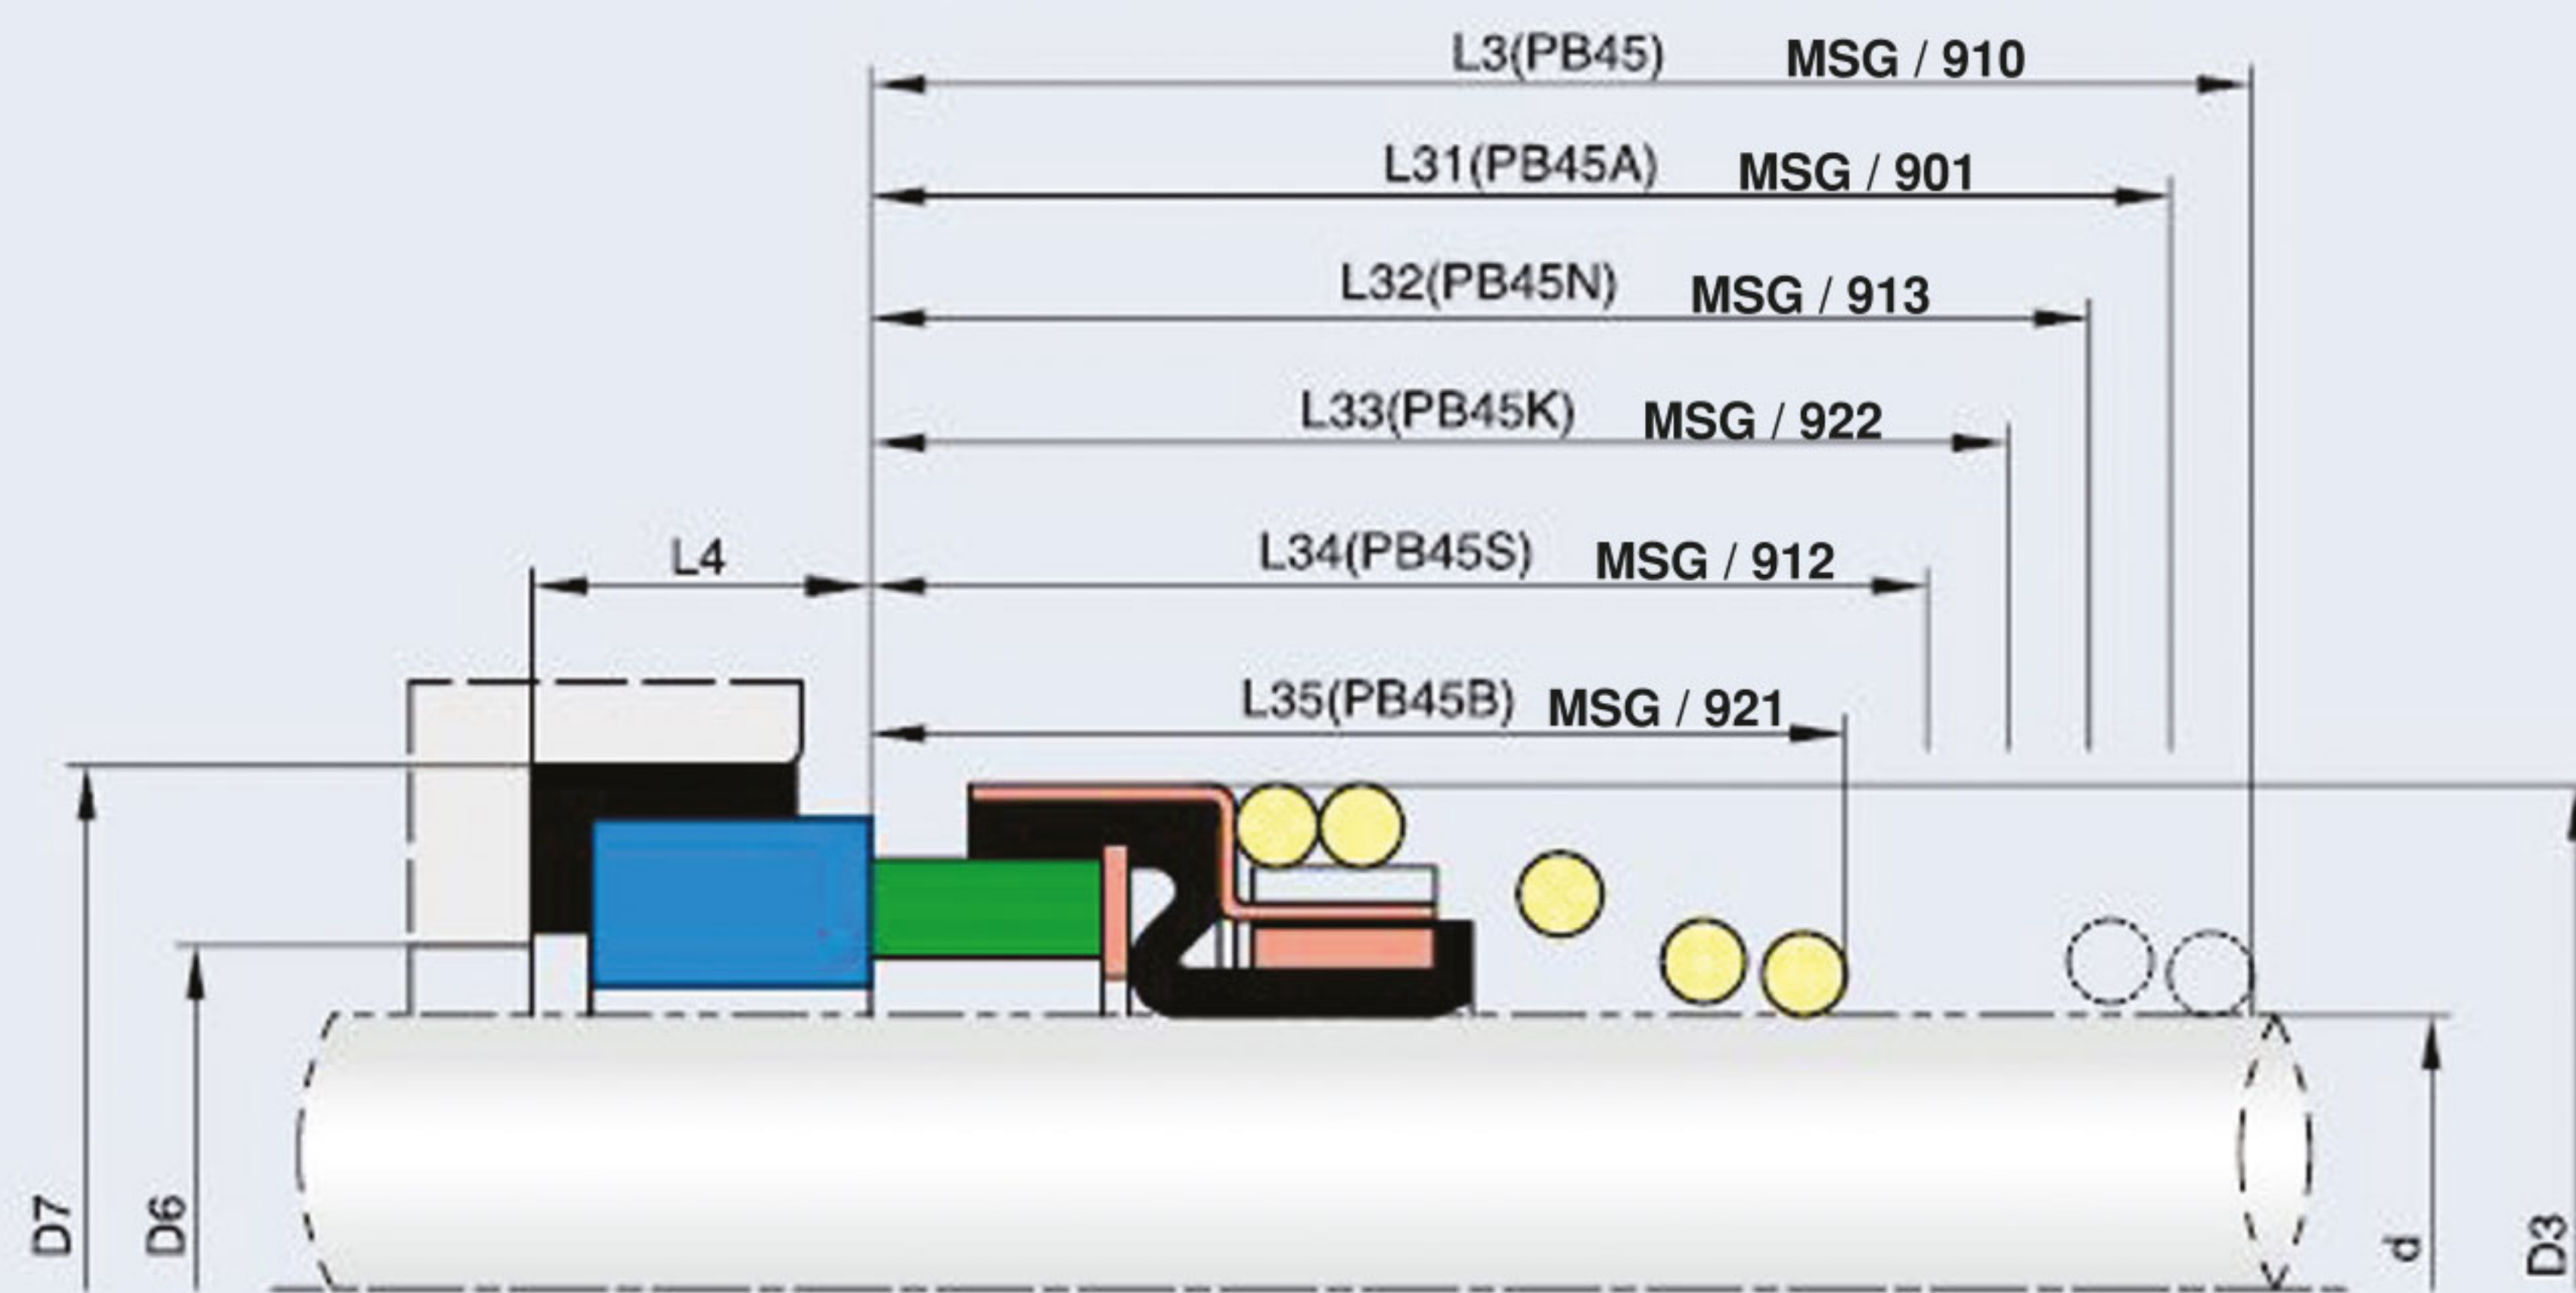 L3(PB45) MSG / 910
L31(PB45A) MSG / 901
L32(PB45N) MSG / 913
L33(PB45K) MSG / 922
L4
L34(PB45S) MSG / 912
L35(PB45B) MSG / 921
D7
D6
d
D3